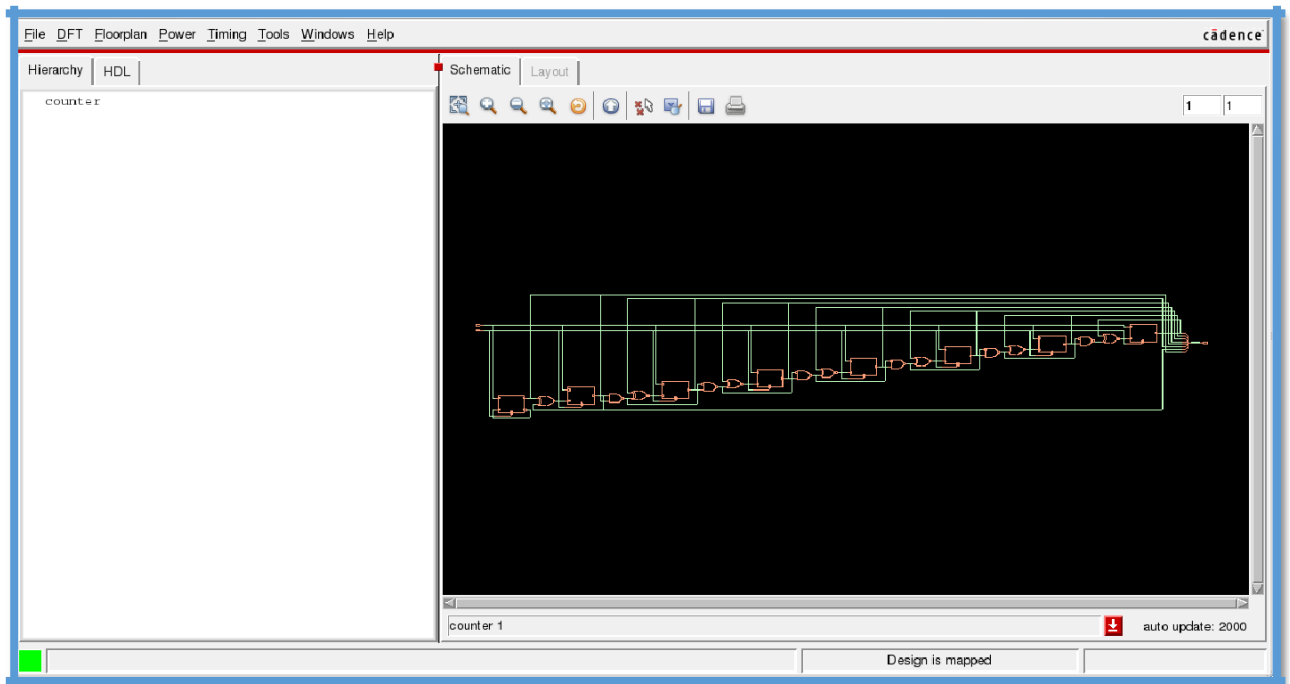 File DFT Floorplan Power Timing Tools Windows Help
cādence
Hierarchy HDL
Schematic Layout
counter
1 1
counter 1
auto update: 2000
Design is mapped